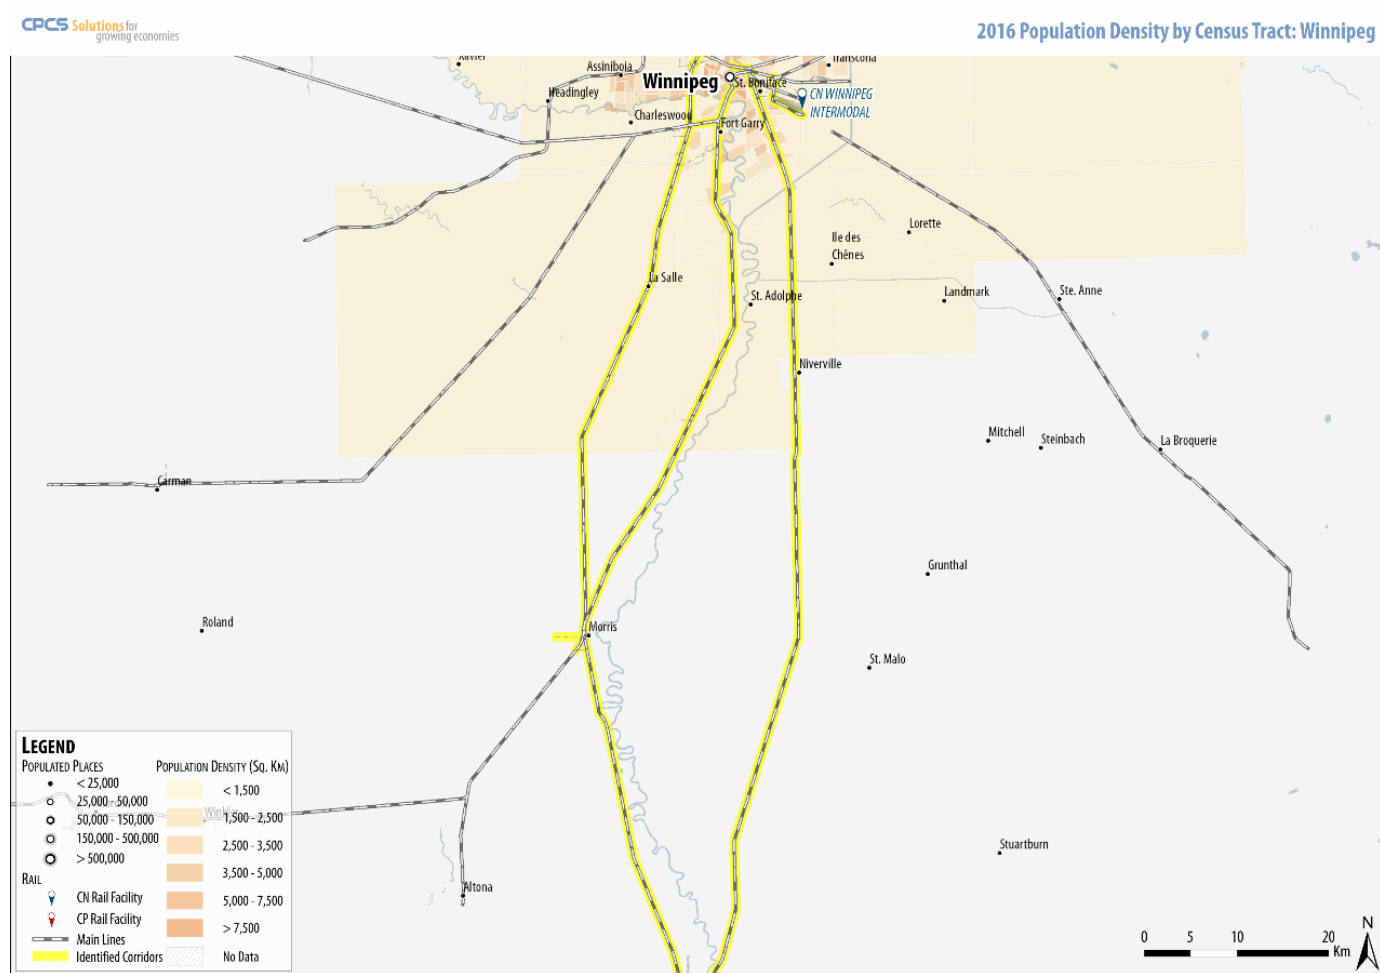 CPCS Solutions for
growing economies
2016 Population Density by Census Tract: Winnipeg
Xavier
Assiniboia
Winnipeg
St. Boniface
Transcona
Headingley
CN WINNIPEG
INTERMODAL
Charleswood
Fort Garry
Lorette
Ile des
Chênes
La Salle
St. Adolphe
Landmark
Ste. Anne
Niverville
Mitchell
Steinbach
La Broquerie
Carman
Grunthal
Roland
Morris
St. Malo
Stuartburn
Altona
Winkler
LEGEND
POPULATED PLACES
< 25,000
25,000 - 50,000
50,000 - 150,000
150,000 - 500,000
> 500,000
RAIL
CN Rail Facility
CP Rail Facility
Main Lines
Identified Corridors
POPULATION DENSITY (SQ. KM)
< 1,500
1,500 - 2,500
2,500 - 3,500
3,500 - 5,000
5,000 - 7,500
> 7,500
No Data
0 5 10 20
Km
N